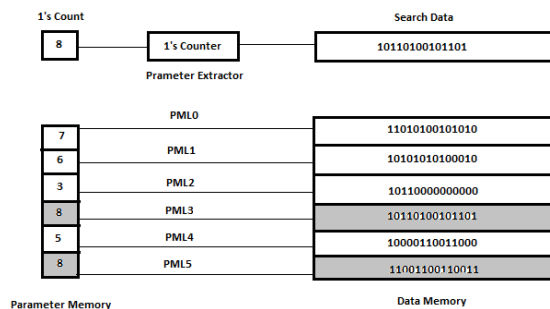 1's Count
Search Data
8
1's Counter
10110100101101
Prameter Extractor
PML0
7
11010100101010
PML1
6
10101010100010
PML2
3
10110000000000
PML3
8
10110100101101
PML4
5
10000110011000
PML5
8
11001100110011
Parameter Memory
Data Memory